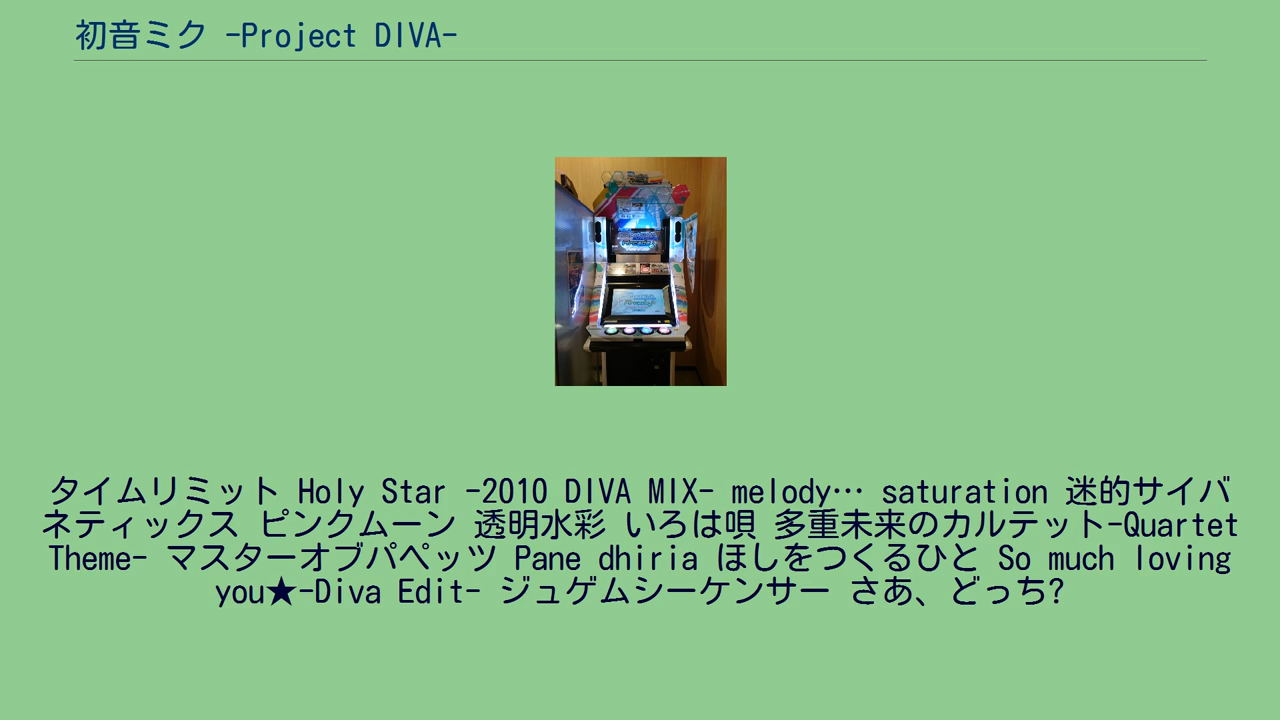 初音ミク -Project DIVA-
タイムリミット Holy Star -2010 DIVA MIX- melody… saturation 迷的サイバ
ネティックス ピンクムーン 透明水彩 いろは唄 多重未来のカルテット-Quartet
Theme- マスターオブパペッツ Pane dhiria ほしをつくるひと So much loving
you★-Diva Edit- ジュゲムシーケンサー さあ、どっち?